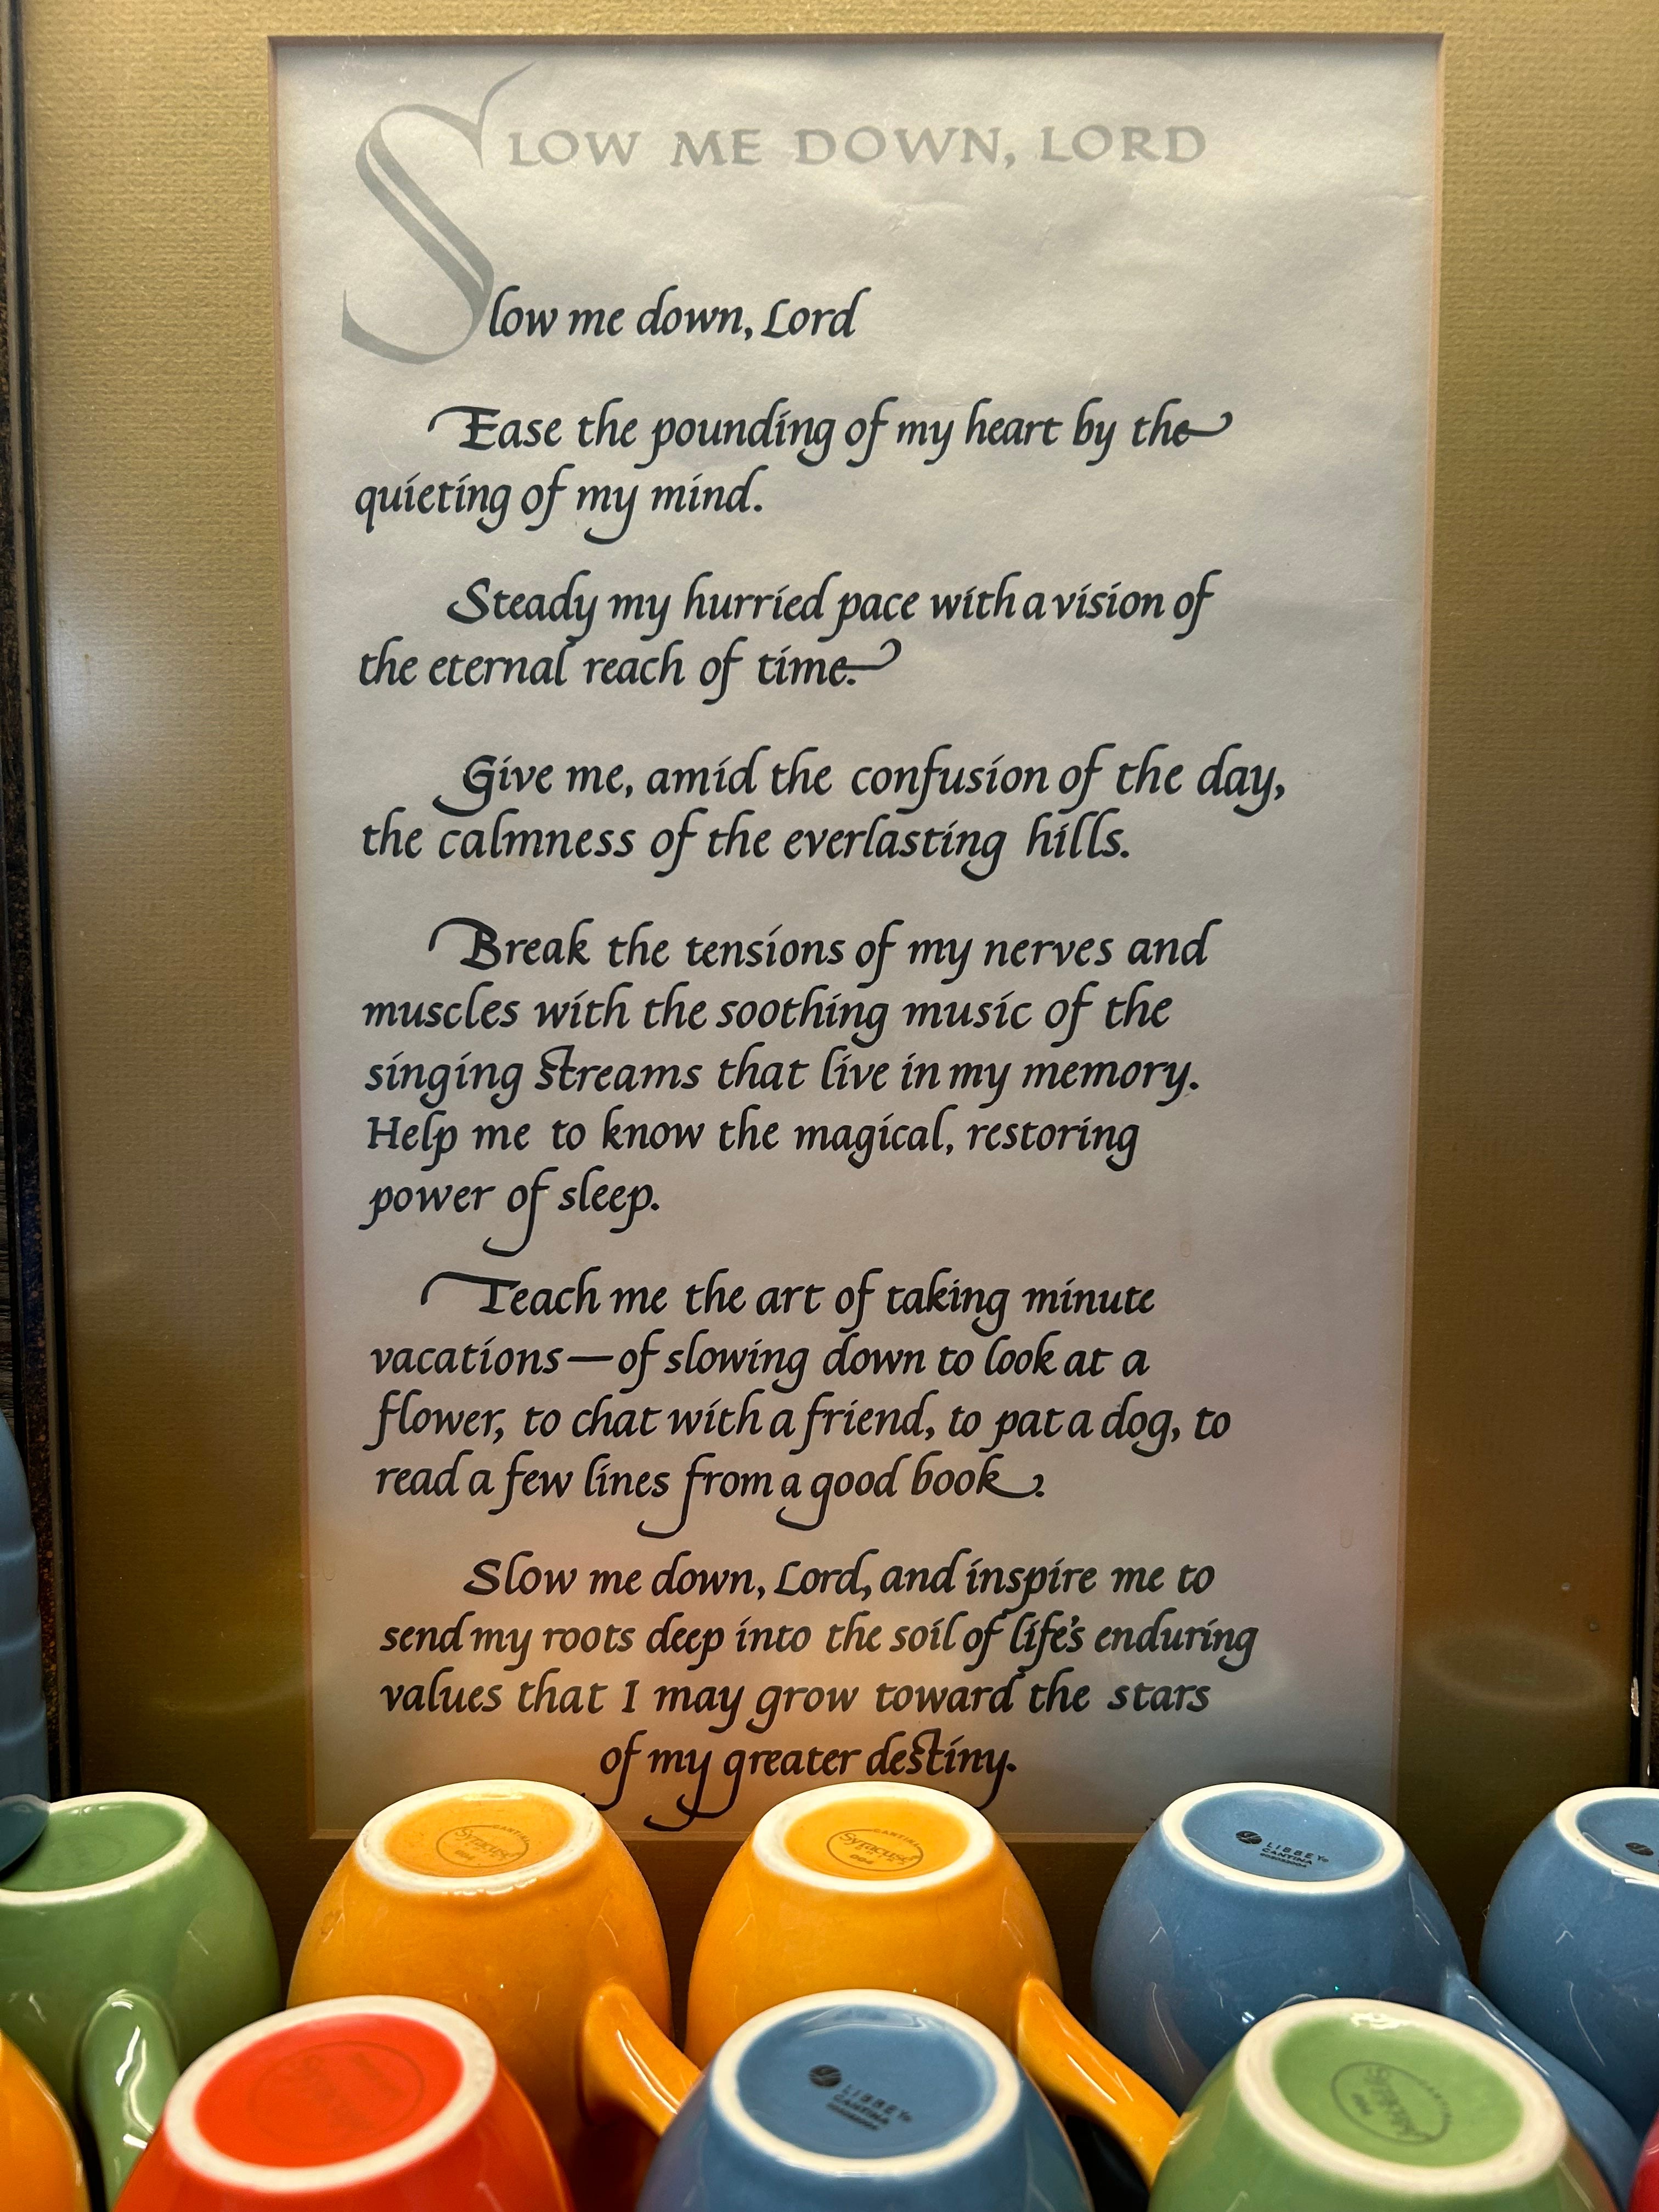 SLOW ME DOWN, LORD
Slow me down, Lord
Ease the pounding of my heart by the
quieting of my mind.
Steady my hurried pace with a vision of
the eternal reach of time.
Give me, amid the confusion of the day,
the calmness of the everlasting hills.
Break the tensions of my nerves and
muscles with the soothing music of the
singing streams that live in my memory.
Help me to know the magical, restoring
power of sleep.
Teach me the art of taking minute
vacations—of slowing down to look at a
flower, to chat with a friend, to pat a dog, to
read a few lines from a good book.
Slow me down, Lord, and inspire me to
send my roots deep into the soil of life's enduring
values that I may grow toward the stars
of my greater destiny.
CANTINA
Syracuse
004
CANTINA
Syracuse
004
LIBBEY
CANTINA
LIBBEY
CANTINA
CANTINA
Syracuse